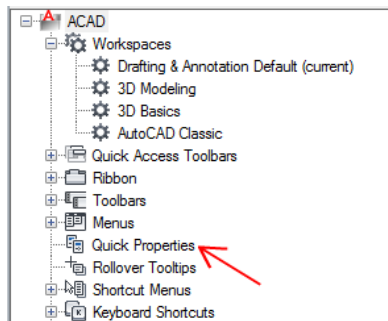 ACAD
Workspaces
Drafting & Annotation Default (current)
3D Modeling
3D Basics
AutoCAD Classic
Quick Access Toolbars
Ribbon
Toolbars
Menus
Quick Properties
Rollover Tooltips
Shortcut Menus
Keyboard Shortcuts